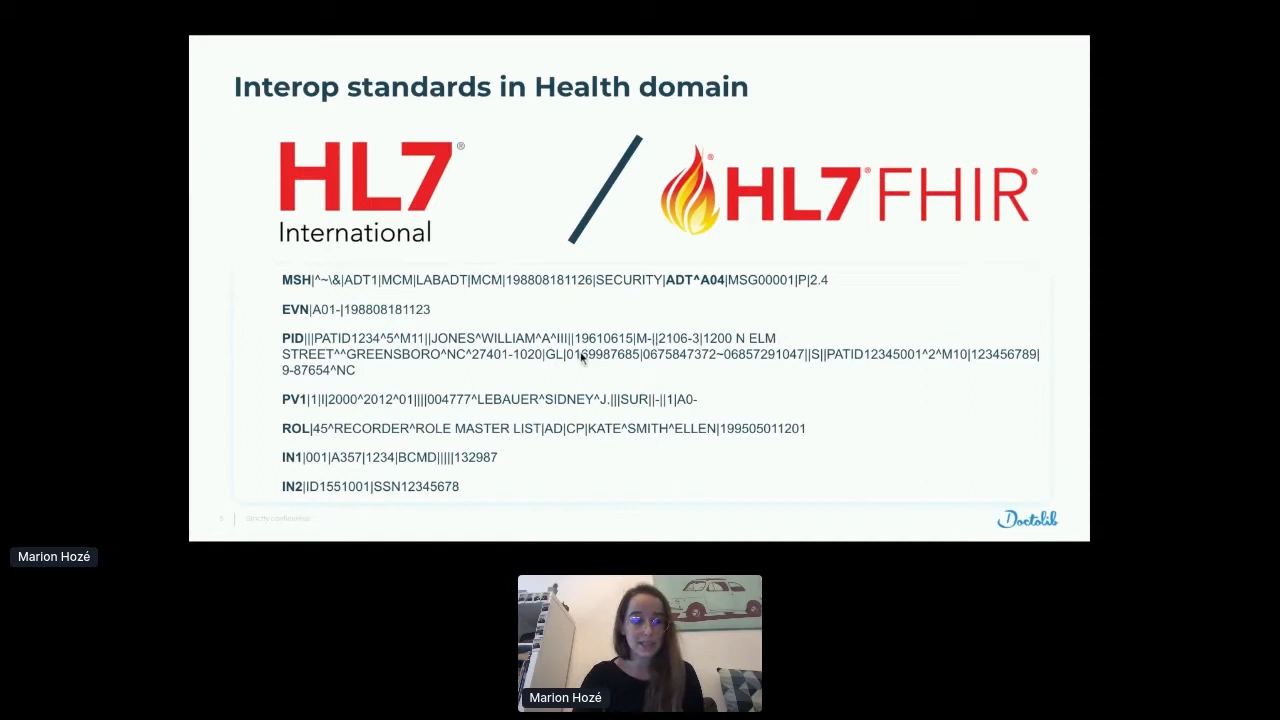 Interop standards in Health domain
HL7®
International
HL7® FHIR®
MSH|^~\&|ADT1|MCM|LABADT|MCM|198808181126|SECURITY|ADT^A04|MSG00001|P|2.4
EVN|A01-|198808181123
PID|||PATID1234^5^M11||JONES^WILLIAM^A^III||19610615|M-||2106-3|1200 N ELM
STREET^^GREENSBORO^NC^27401-1020|GL|0169987685|0675847372~06857291047||S||PATID12345001^2^M10|123456789|
9-87654^NC
PV1|1|I|2000^2012^01||||004777^LEBAUER^SIDNEY^J.|||SUR||-||1|A0-
ROL|45^RECORDER^ROLE MASTER LIST|AD|CP|KATE^SMITH^ELLEN|199505011201
IN1|001|A357|1234|BCMD|||||132987
IN2|ID1551001|SSN12345678
5 Strictly confidential
Doctolib
Marion Hozé
Marion Hozé